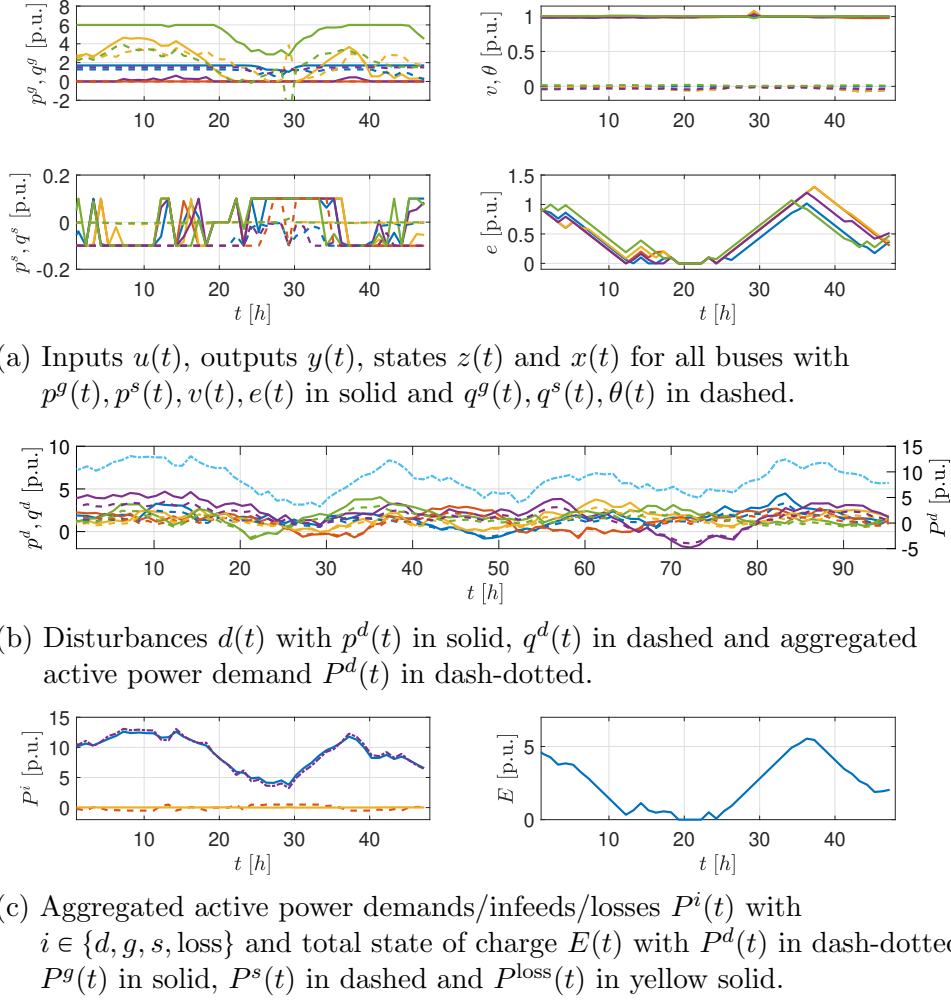 8
6
4
2
0
-2
p^g, q^g [p.u.]
10 20 30 40
1
0.5
0
v, θ [p.u.]
10 20 30 40
0.2
0
-0.2
p^s, q^s [p.u.]
10 20 30 40
t [h]
1.5
1
0.5
0
e [p.u.]
10 20 30 40
t [h]
(a) Inputs u(t), outputs y(t), states z(t) and x(t) for all buses with
p^g(t), p^s(t), v(t), e(t) in solid and q^g(t), q^s(t), θ(t) in dashed.
10
5
0
p^d, q^d [p.u.]
15
10
5
0
-5
P^d [p.u.]
10 20 30 40 50 60 70 80 90
t [h]
(b) Disturbances d(t) with p^d(t) in solid, q^d(t) in dashed and aggregated
active power demand P^d(t) in dash-dotted.
15
10
5
0
P^i [p.u.]
10 20 30 40
t [h]
5
0
E [p.u.]
10 20 30 40
t [h]
(c) Aggregated active power demands/infeeds/losses P^i(t) with
i ∈ {d, g, s, loss} and total state of charge E(t) with P^d(t) in dash-dotted
P^g(t) in solid, P^s(t) in dashed and P^loss(t) in yellow solid.